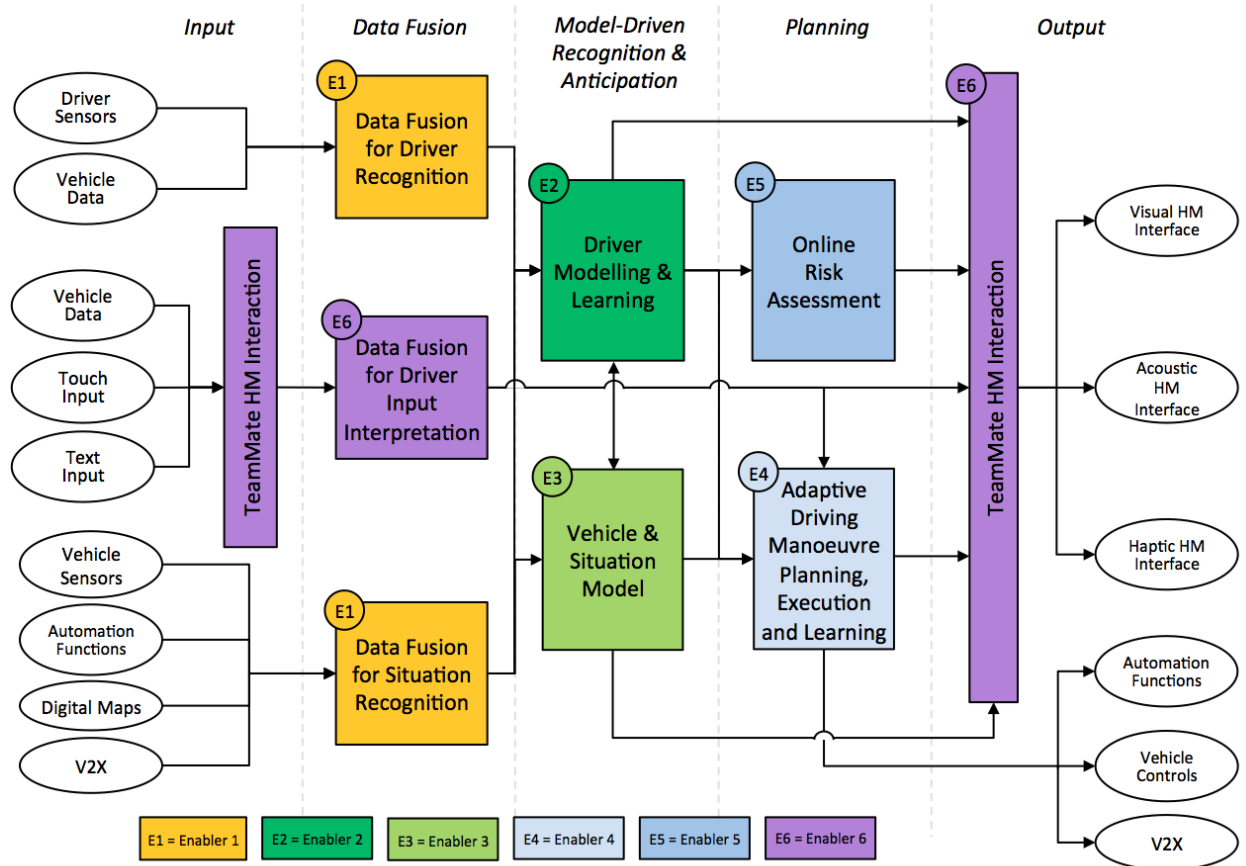 Input
Data Fusion
Model-Driven
Recognition &
Anticipation
Planning
Output
Driver
Sensors
Vehicle
Data
E1
Data Fusion
for Driver
Recognition
Vehicle
Data
Touch
Input
Text
Input
TeamMate HM Interaction
E6
Data Fusion
for Driver
Input
Interpretation
Vehicle
Sensors
Automation
Functions
Digital Maps
V2X
E1
Data Fusion
for Situation
Recognition
E2
Driver
Modelling &
Learning
E3
Vehicle &
Situation
Model
E5
Online
Risk
Assessment
E4
Adaptive
Driving
Manoeuvre
Planning,
Execution
and Learning
E6
TeamMate HM Interaction
Visual HM
Interface
Acoustic
HM
Interface
Haptic HM
Interface
Automation
Functions
Vehicle
Controls
V2X
E1 = Enabler 1
E2 = Enabler 2
E3 = Enabler 3
E4 = Enabler 4
E5 = Enabler 5
E6 = Enabler 6